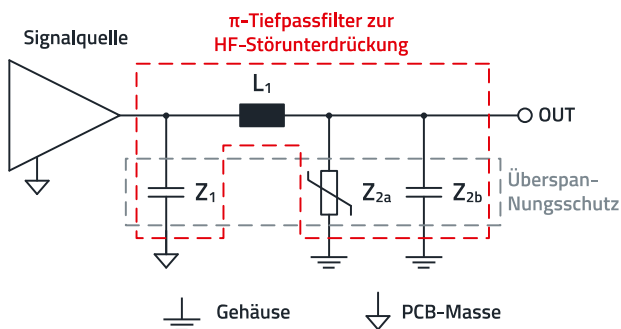 π-Tiefpassfilter zur
HF-Störunterdrückung
Signalquelle
L1
OUT
Z1
Z2a
Z2b
Überspan-
Nungsschutz
Gehäuse
PCB-Masse